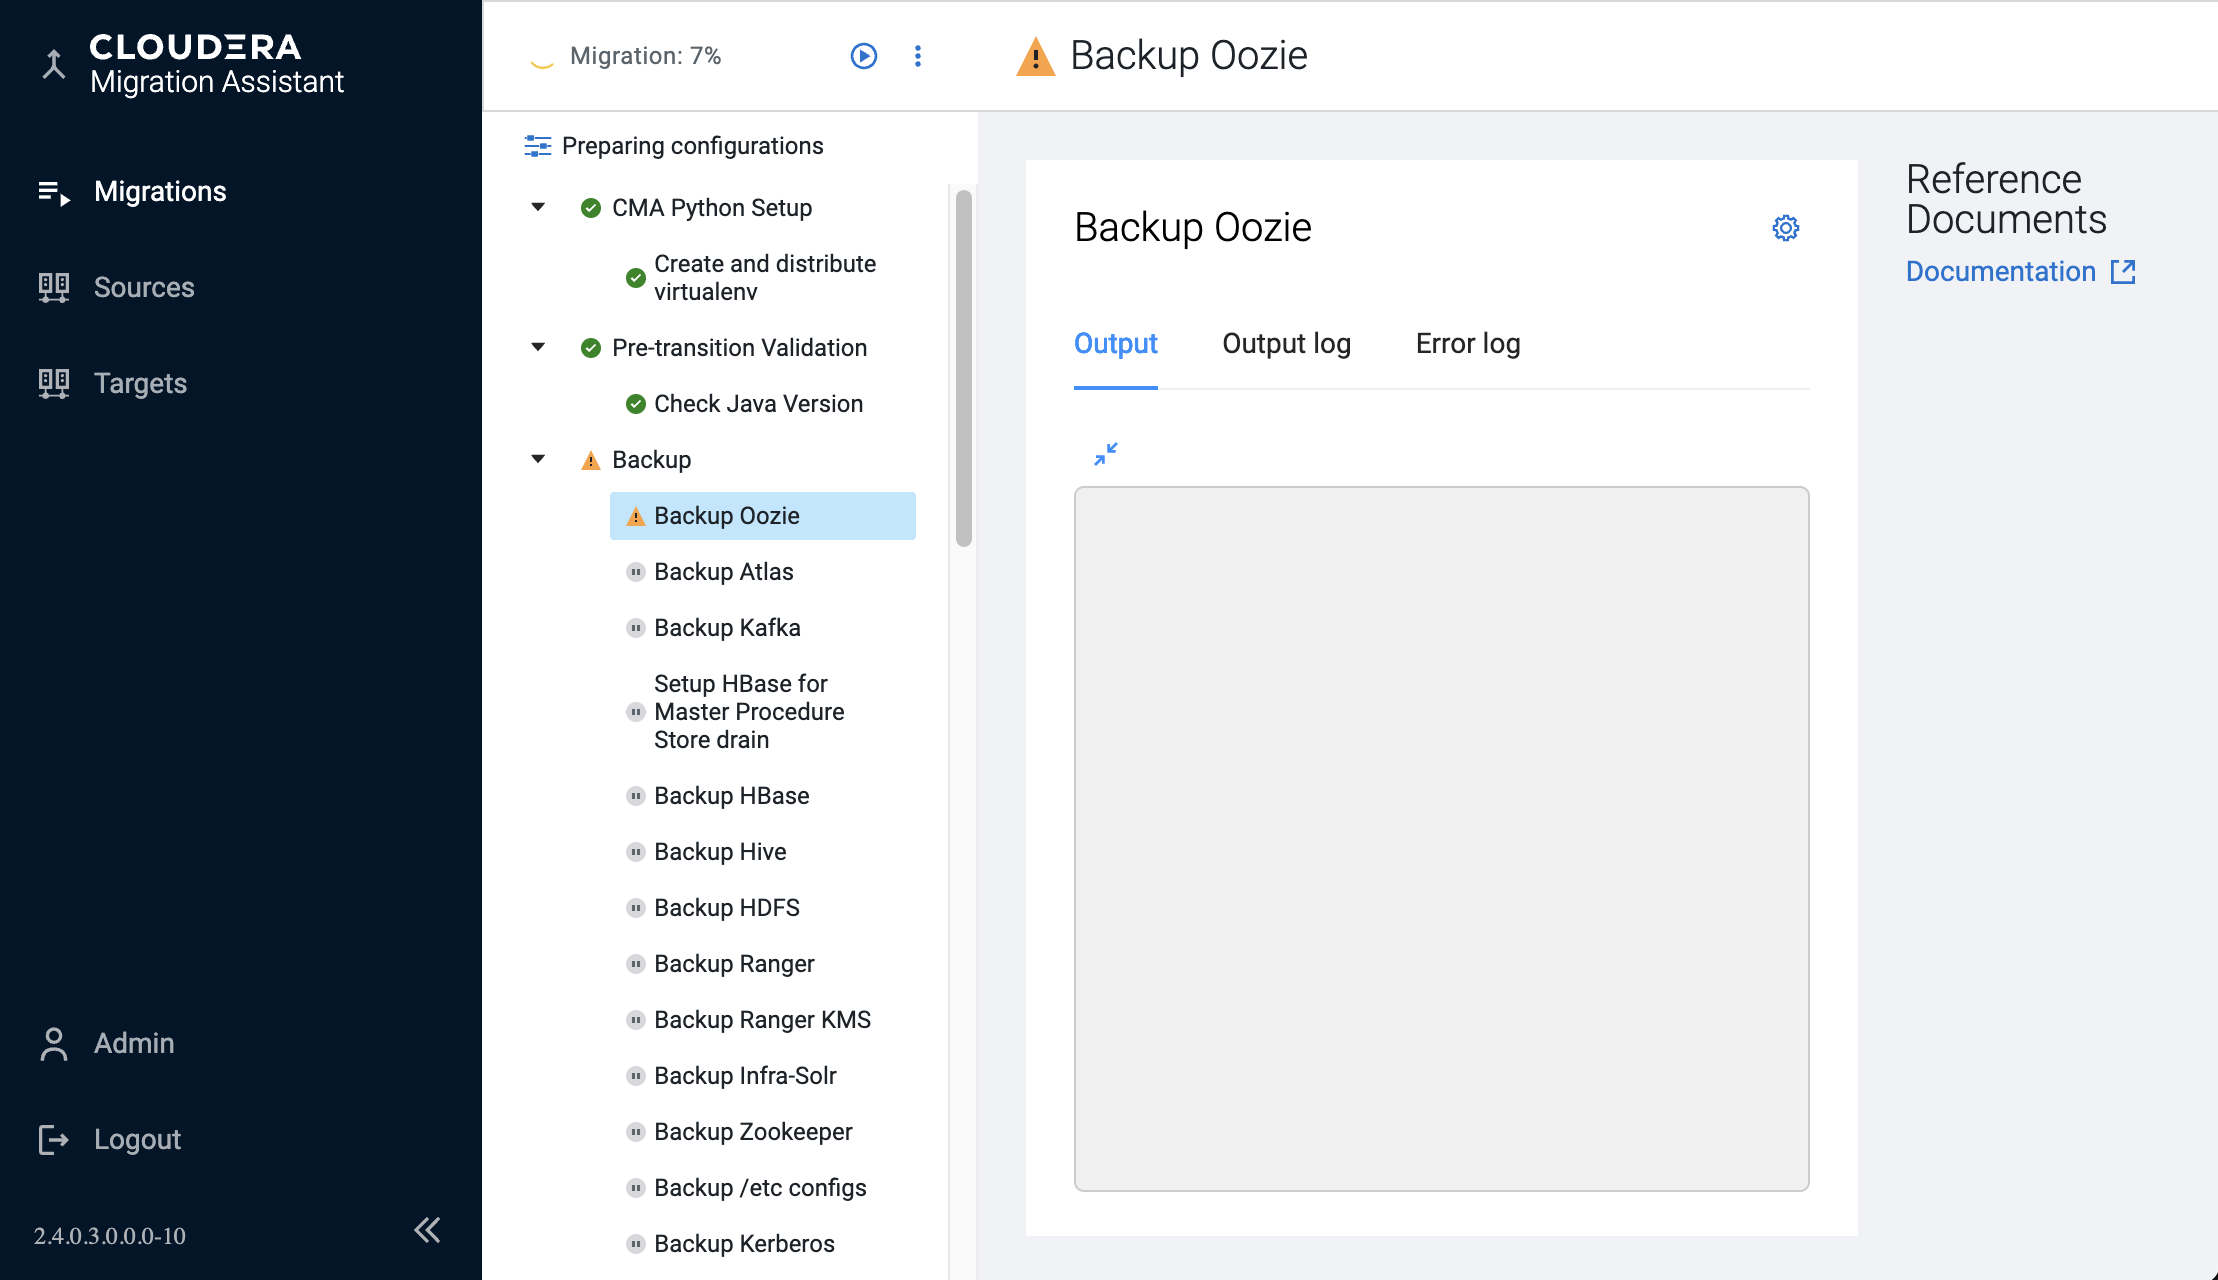 CLOUDERA
Migration Assistant
Migrations
Sources
Targets
Admin
Logout
2.4.0.3.0.0.0-10
Migration: 7%
Preparing configurations
CMA Python Setup
Create and distribute
virtualenv
Pre-transition Validation
Check Java Version
Backup
Backup Oozie
Backup Atlas
Backup Kafka
Setup HBase for
Master Procedure
Store drain
Backup HBase
Backup Hive
Backup HDFS
Backup Ranger
Backup Ranger KMS
Backup Infra-Solr
Backup Zookeeper
Backup /etc configs
Backup Kerberos
Backup Oozie
Backup Oozie
Output Output log Error log
Reference
Documents
Documentation